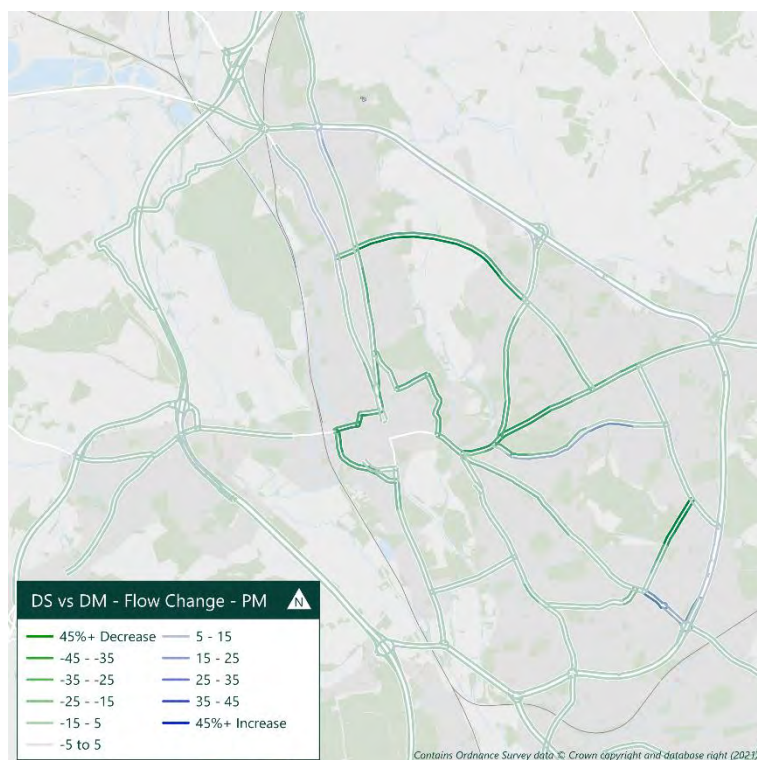 DS vs DM - Flow Change - PM N
45%+ Decrease
-45 - -35
-35 - -25
-25 - -15
-15 - 5
-5 to 5
5 - 15
15 - 25
25 - 35
35 - 45
45%+ Increase
Contains Ordnance Survey data © Crown copyright and database right (2021)